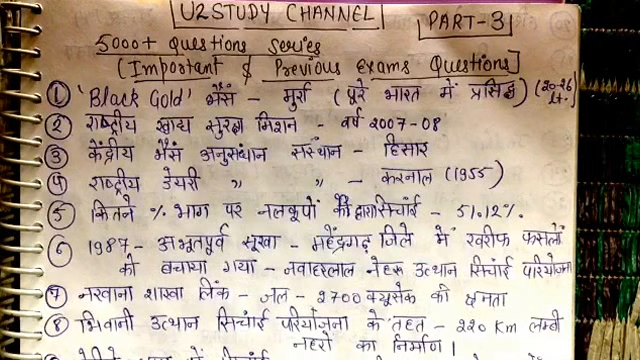 U2STUDY CHANNEL PART-3
5000+ Questions Series
(Important & Previous Exams Questions]
① 'Black Gold' भैंस - मुर्रा (पूरे भारत में प्रसिद्ध) (20-26 lt.)
② राष्ट्रीय खाद्य सुरक्षा मिशन - वर्ष 2007-08
③ केंद्रीय भैंस अनुसंधान संस्थान - हिसार
④ राष्ट्रीय डेयरी " " - करनाल (1955)
⑤ कितने % भाग पर नलकूपों की द्वारा सिंचाई - 51.12%
⑥ 1987 - अभूतपूर्व सूखा - महेंद्रगढ़ जिले में खरीफ फसलों
को बचाया गया - जवाहरलाल नेहरू उत्थान सिंचाई परियोजना
⑦ नरवाना शाखा लिंक - जल - 2700 क्यूसेक की क्षमता
⑧ भिवानी उत्थान सिंचाई परियोजना के तहत - 220 Km लम्बी
नहरों का निर्माण।